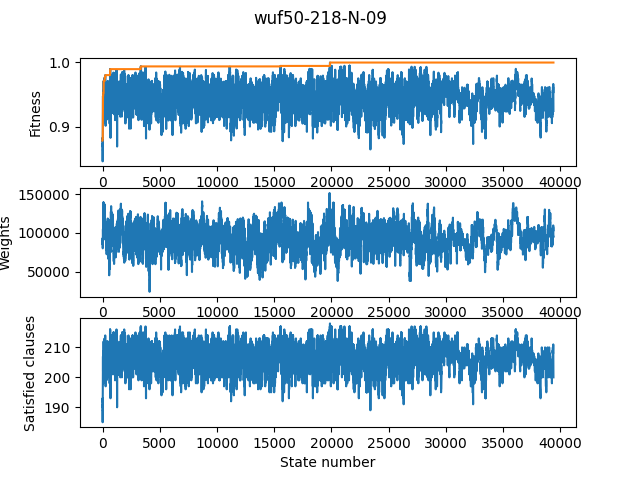 wuf50-218-N-09
Fitness
1.0
0.9
0 5000 10000 15000 20000 25000 30000 35000 40000
Weights
150000
100000
50000
0 5000 10000 15000 20000 25000 30000 35000 40000
Satisfied clauses
210
200
190
0 5000 10000 15000 20000 25000 30000 35000 40000
State number